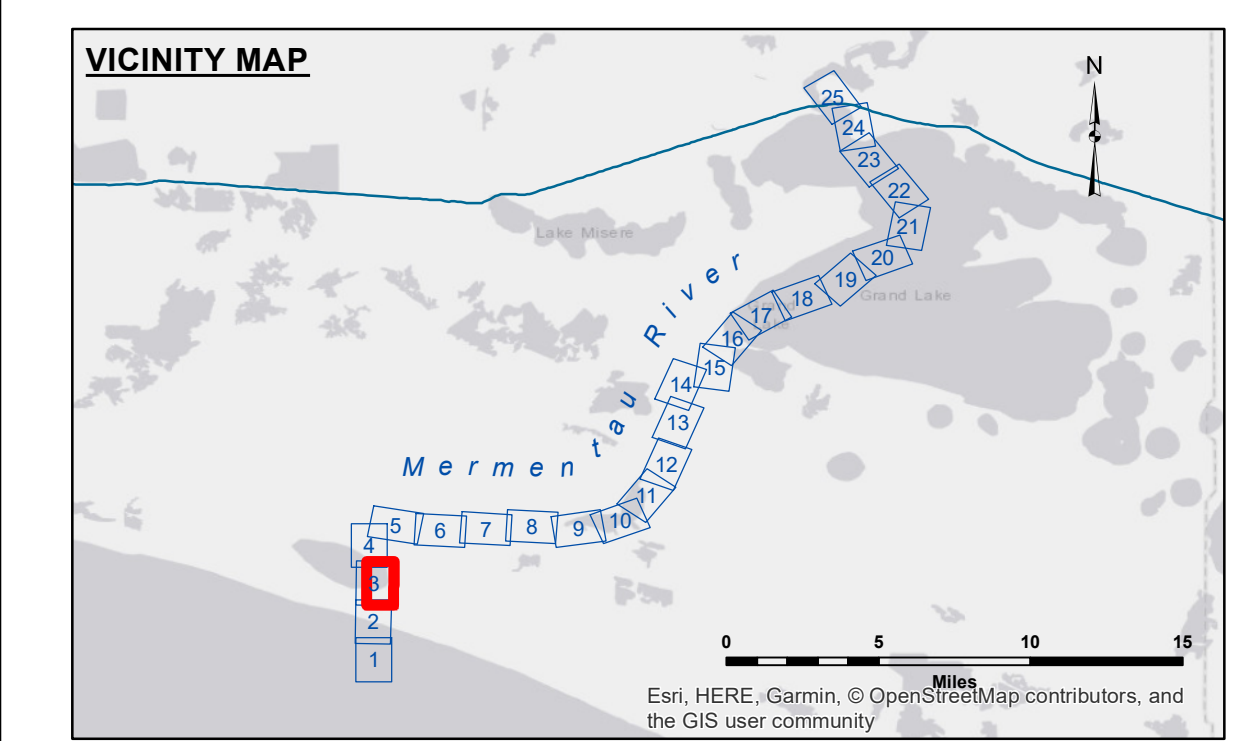 VICINITY MAP
N
25
24
23
22
21
20
19
18
17
16
15
14
13
12
11
10
9
8
7
6
5
4
3
2
1
Lake Misere
Grand Lake
Grand
Mermentau River
0 5 10 15
Miles
Esri, HERE, Garmin, © OpenStreetMap contributors, and
the GIS user community